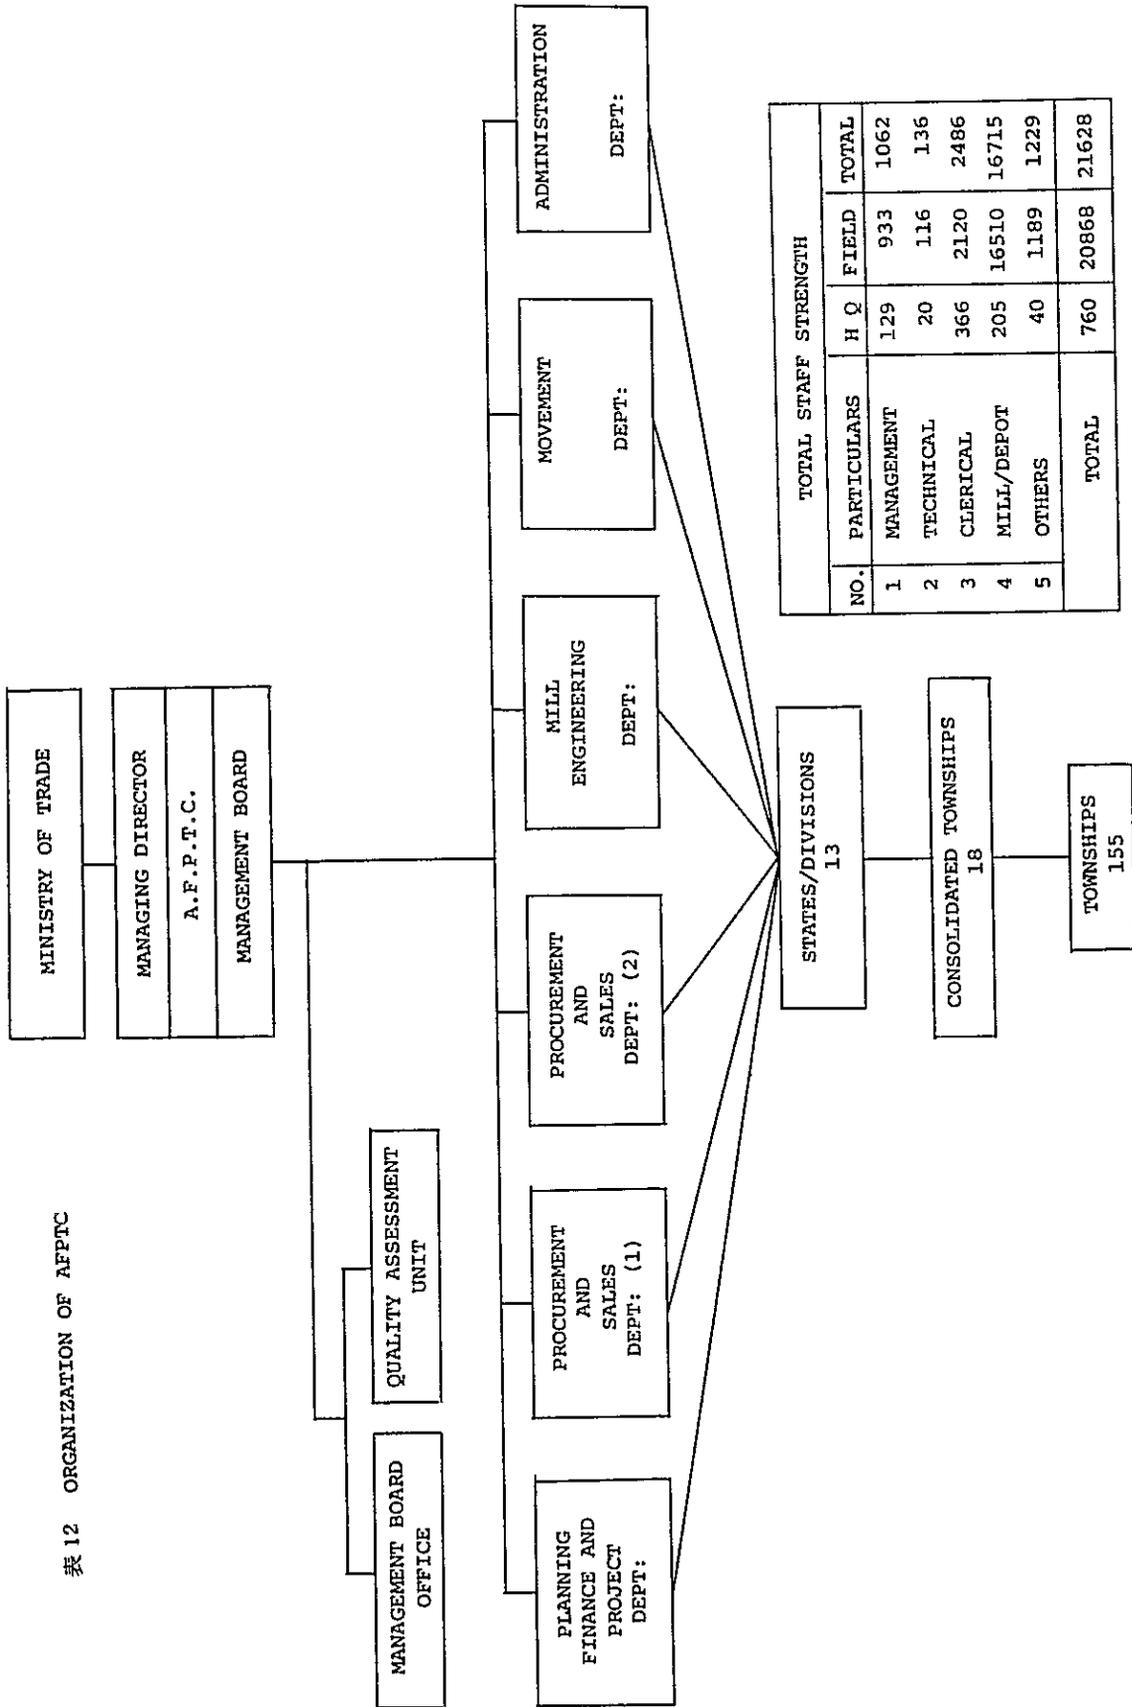 表 12 ORGANIZATION OF AFPTC
MINISTRY OF TRADE
MANAGING DIRECTOR
A.F.P.T.C.
MANAGEMENT BOARD
MANAGEMENT BOARD
OFFICE
QUALITY ASSESSMENT
UNIT
PLANNING
FINANCE AND
PROJECT
DEPT:
PROCUREMENT
AND
SALES
DEPT: (1)
PROCUREMENT
AND
SALES
DEPT: (2)
MILL
ENGINEERING
DEPT:
MOVEMENT
DEPT:
ADMINISTRATION
DEPT:
STATES/DIVISIONS
13
CONSOLIDATED TOWNSHIPS
18
TOWNSHIPS
155
TOTAL STAFF STRENGTH
NO. PARTICULARS H Q FIELD TOTAL
1 MANAGEMENT 129 933 1062
2 TECHNICAL 20 116 136
3 CLERICAL 366 2120 2486
4 MILL/DEPOT 205 16510 16715
5 OTHERS 40 1189 1229
TOTAL 760 20868 21628